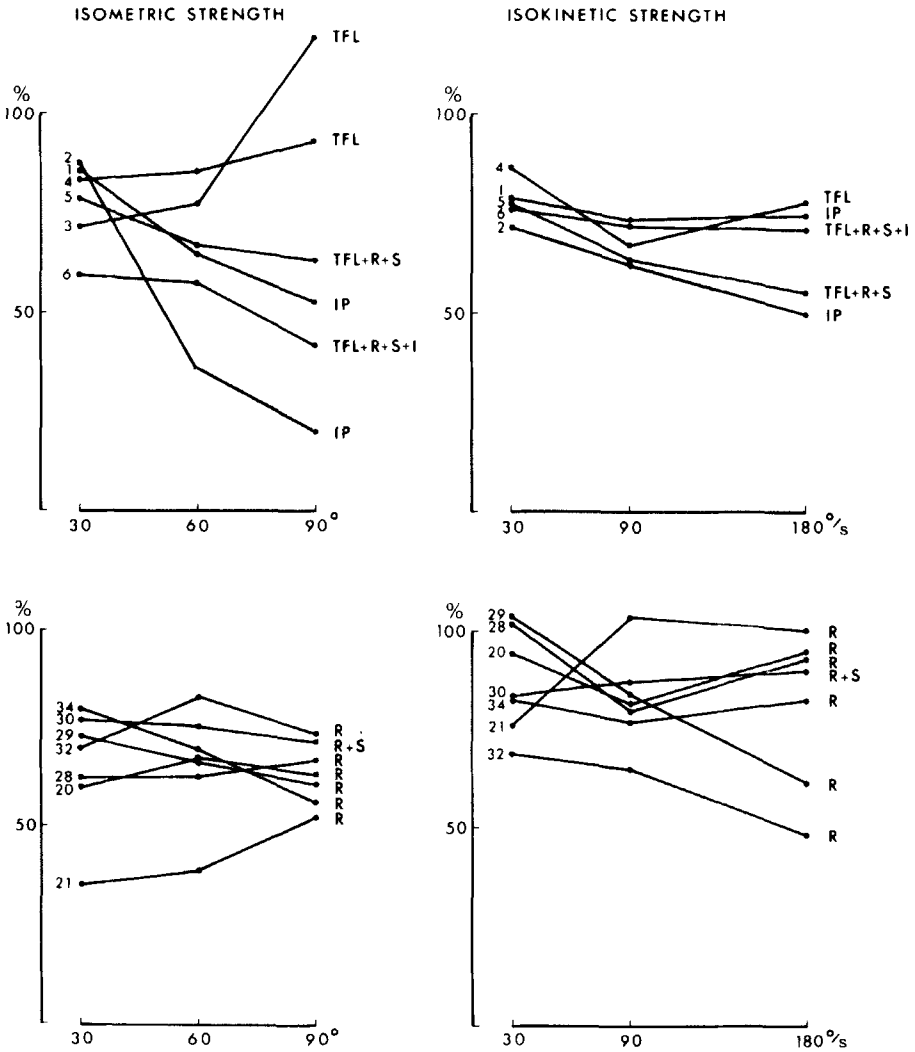 ISOMETRIC STRENGTH
%
100
50
2
1
4
5
3
6
TFL
TFL
TFL+R+S
IP
TFL+R+S+I
IP
30 60 90°
ISOKINETIC STRENGTH
%
100
50
4
1
5
6
2
TFL
IP
TFL+R+S+I
TFL+R+S
IP
30 90 180°/s
%
100
50
34
30
29
32
28
20
21
R
R+S
R
R
R
R
R
30 60 90°
%
100
50
29
28
20
30
34
21
32
R
R
R
R+S
R
R
R
30 90 180°/s